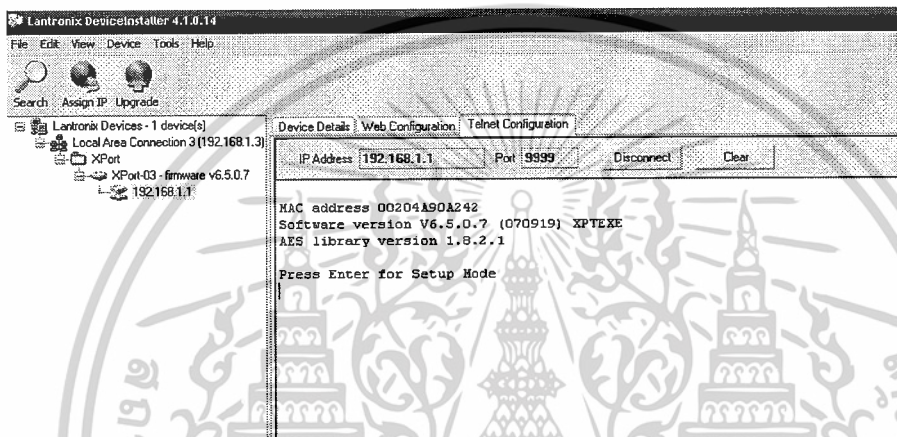 Lantronix DeviceInstaller 4.1.0.14
File Edit View Device Tools Help
Search Assign IP Upgrade
Lantronix Devices - 1 device(s)
Local Area Connection 3 (192.168.1.3)
XPort
XPort-03 - firmware v6.5.0.7
192.168.1.1
Device Details Web Configuration Telnet Configuration
IP Address 192.168.1.1 Port 9999 Disconnect Clear
MAC address 00204A90A242
Software version V6.5.0.7 (070919) XPTEXE
AES library version 1.8.2.1
Press Enter for Setup Mode